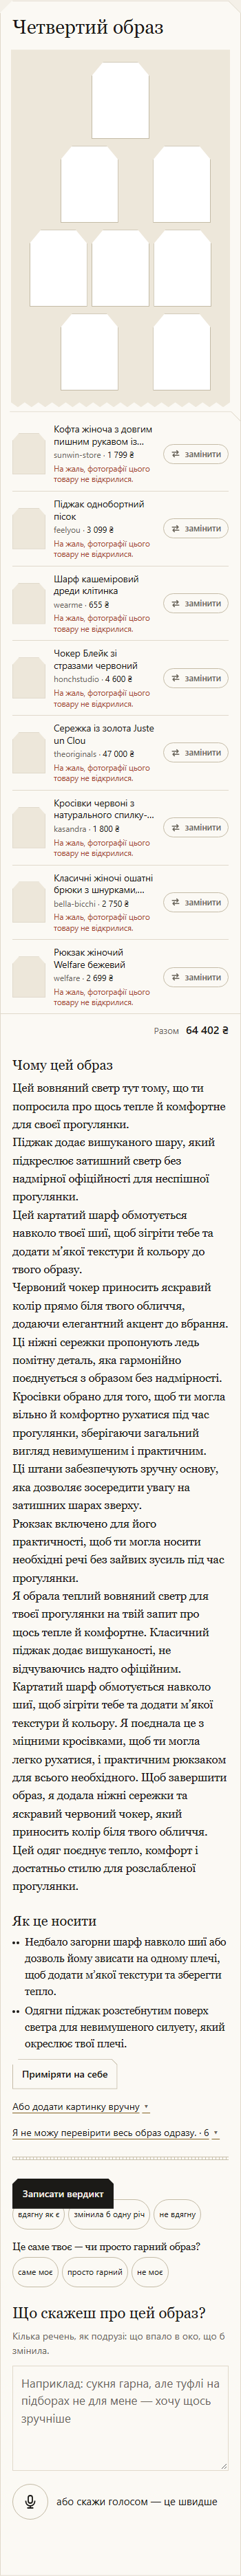 Четвертий образ
Кофта жіноча з довгим
пишним рукавом із...
sunwin-store · 1 799 ₴
На жаль, фотографії цього
товару не відкрилися.
замінити
Піджак однобортний
пісок
feelyou · 3 099 ₴
На жаль, фотографії цього
товару не відкрилися.
замінити
Шарф кашеміровий
дреди клітинка
wearme · 655 ₴
На жаль, фотографії цього
товару не відкрилися.
замінити
Чокер Блейк зі
стразами червоний
honchstudio · 4 600 ₴
На жаль, фотографії цього
товару не відкрилися.
замінити
Сережка із золота Juste
un Clou
theoriginals · 47 000 ₴
На жаль, фотографії цього
товару не відкрилися.
замінити
Кросівки червоні з
натурального спилку-...
kasandra · 1 800 ₴
На жаль, фотографії цього
товару не відкрилися.
замінити
Класичні жіночі ошатні
брюки з шнурками,...
bella-bicchi · 2 750 ₴
На жаль, фотографії цього
товару не відкрилися.
замінити
Рюкзак жіночий
Welfare бежевий
welfare · 2 699 ₴
На жаль, фотографії цього
товару не відкрилися.
замінити
Разом 64 402 ₴
Чому цей образ
Цей вовняний светр тут тому, що ти
попросила про щось тепле й комфортне
для своєї прогулянки.
Піджак додає вишуканого шару, який
підкреслює затишний светр без
надмірної офіційності для неспішної
прогулянки.
Цей картатий шарф обмотується
навколо твоєї шиї, щоб зігріти тебе та
додати м’якої текстури й кольору до
твого образу.
Червоний чокер приносить яскравий
колір прямо біля твого обличчя,
додаючи елегантний акцент до вбрання.
Ці ніжні сережки пропонують ледь
помітну деталь, яка гармонійно
поєднується з образом без надмірності.
Кросівки обрано для того, щоб ти могла
вільно й комфортно рухатися під час
прогулянки, зберігаючи загальний
вигляд невимушеним і практичним.
Ці штани забезпечують зручну основу,
яка дозволяє зосередити увагу на
затишних шарах зверху.
Рюкзак включено для його
практичності, щоб ти могла носити
необхідні речі без зайвих зусиль під час
прогулянки.
Я обрала теплий вовняний светр для
твоєї прогулянки на твій запит про
щось тепле й комфортне. Класичний
піджак додає вишуканості, не
відчуваючись надто офіційним.
Картатий шарф обмотується навколо
шиї, щоб зігріти тебе та додати м’якої
текстури й кольору. Я поєднала це з
міцними кросівками, щоб ти могла
легко рухатися, і практичним рюкзаком
для всього необхідного. Щоб завершити
образ, я додала ніжні сережки та
яскравий червоний чокер, який
приносить колір біля твого обличчя.
Цей одяг поєднує тепло, комфорт і
достатньо стилю для розслабленої
прогулянки.
Як це носити
Недбало загорни шарф навколо шиї або
дозволь йому звисати на одному плечі,
щоб додати м'якої текстури та зберегти
тепло.
Одягни піджак розстебнутим поверх
светра для невимушеного силуету, який
окреслює твої плечі.
Приміряти на себе
Або додати картинку вручну
Я не можу перевірити весь образ одразу. · 6
Записати вердикт
вдягну як є
змінила б одну річ
не вдягну
Це саме твоє — чи просто гарний образ?
саме моє
просто гарний
не моє
Що скажеш про цей образ?
Кілька речень, як подрузі: що впало в око, що б
змінила.
Наприклад: сукня гарна, але туфлі на
підборах не для мене — хочу щось
зручніше
або скажи голосом — це швидше